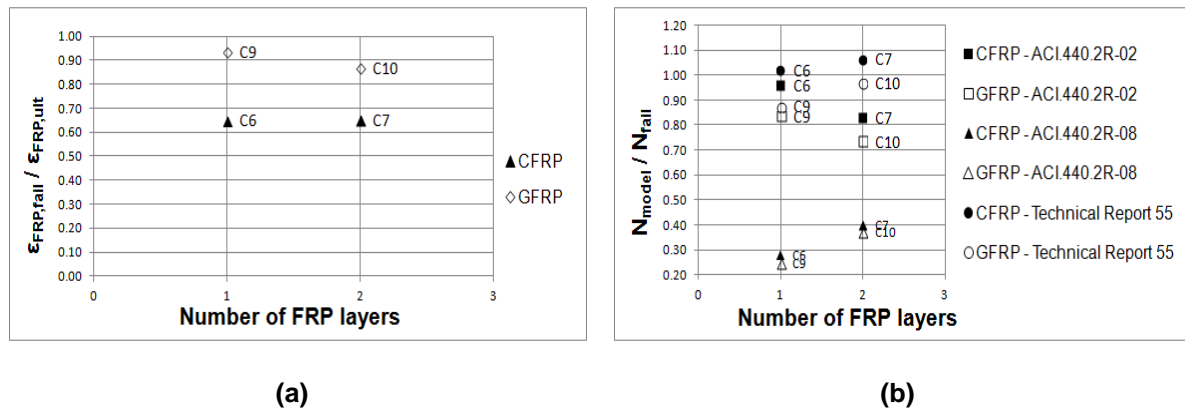 1.00
0.90
0.80
0.70
0.60
0.50
0.40
0.30
0.20
0.10
0.00
εFRP,fall / εFRP,ult
C9
C10
C6
C7
0
1
2
3
Number of FRP layers
CFRP
GFRP
(a)
1.20
1.10
1.00
0.90
0.80
0.70
0.60
0.50
0.40
0.30
0.20
Nmodel / Nfall
C6
C7
C6
C10
C9
C9
C7
C10
C7
C10
C6
C9
0
1
2
3
Number of FRP layers
CFRP - ACI.440.2R-02
GFRP - ACI.440.2R-02
CFRP - ACI.440.2R-08
GFRP - ACI.440.2R-08
CFRP - Technical Report 55
GFRP - Technical Report 55
(b)